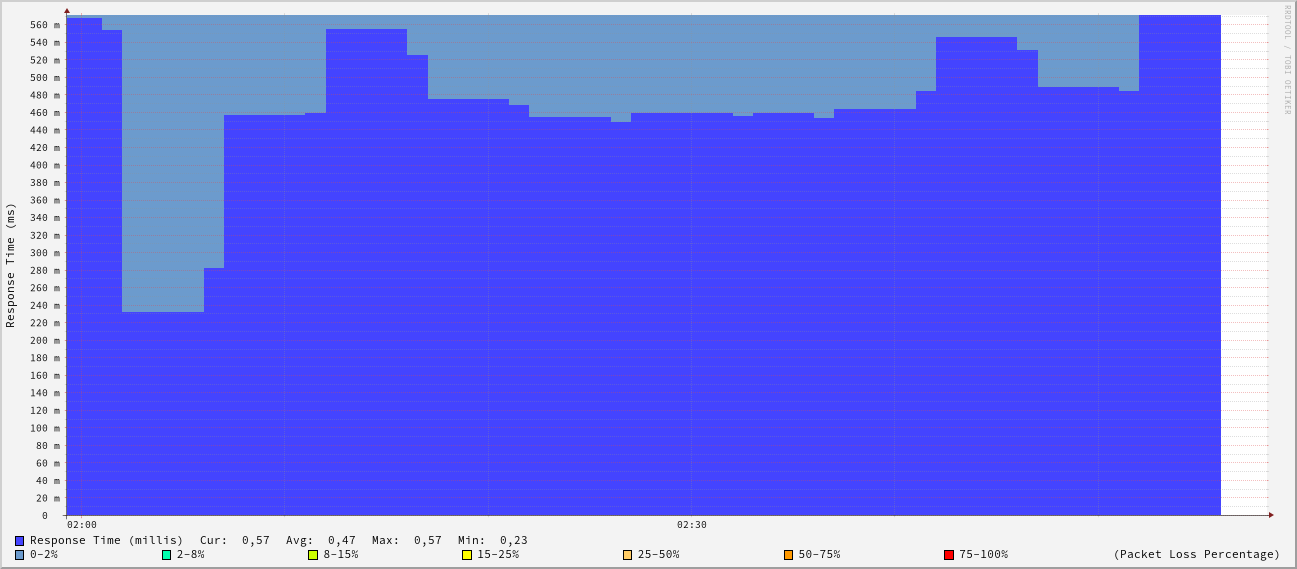 RRDTOOL / TOBI OETIKER
Response Time (ms)
560 m
540 m
520 m
500 m
480 m
460 m
440 m
420 m
400 m
380 m
360 m
340 m
320 m
300 m
280 m
260 m
240 m
220 m
200 m
180 m
160 m
140 m
120 m
100 m
80 m
60 m
40 m
20 m
0
02:00 02:30
Response Time (millis) Cur: 0,57 Avg: 0,47 Max: 0,57 Min: 0,23
0-2% 2-8% 8-15% 15-25% 25-50% 50-75% 75-100% (Packet Loss Percentage)